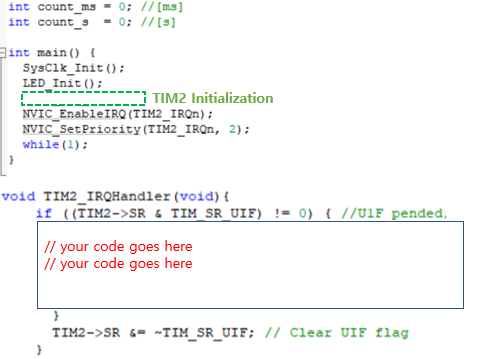 int count_ms = 0; //[ms]
int count_s  = 0; //[s]
int main() {
SysClk_Init();
LED_Init();
TIM2 Initialization
NVIC_EnableIRQ(TIM2_IRQn);
NVIC_SetPriority(TIM2_IRQn, 2);
while(1);
}
void TIM2_IRQHandler(void){
if ((TIM2->SR & TIM_SR_UIF) != 0) { //UIF pended,
// your code goes here
// your code goes here
}
TIM2->SR &= ~TIM_SR_UIF; // Clear UIF flag
}